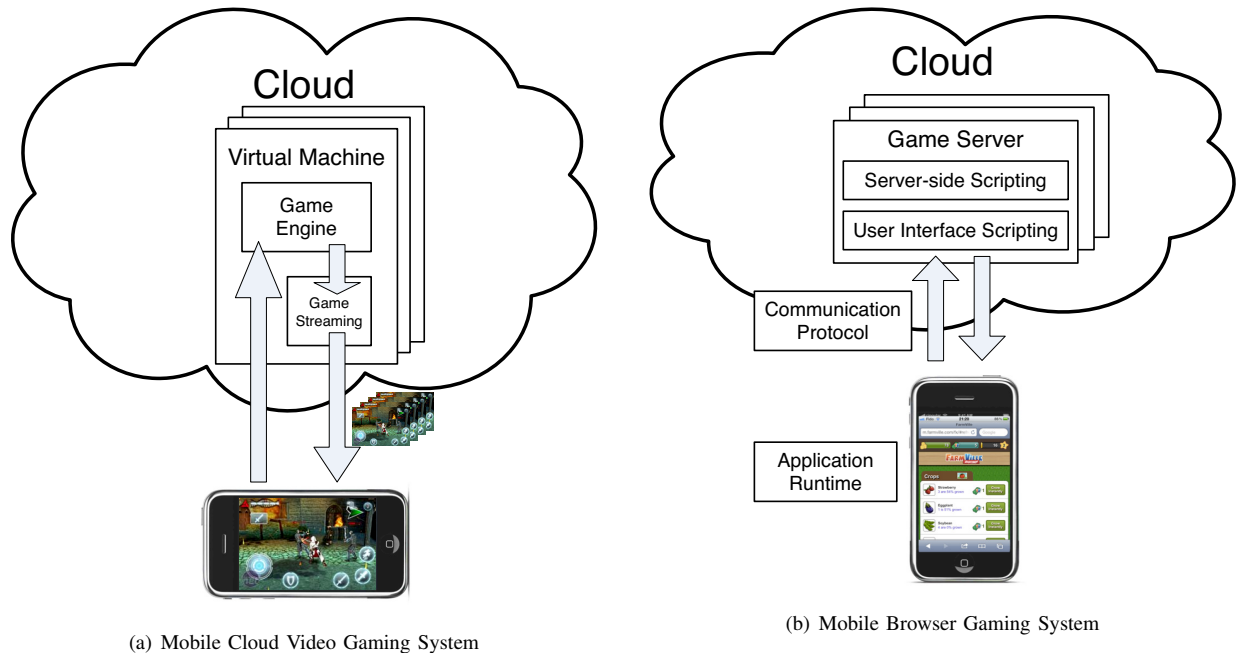 Cloud
Virtual Machine
Game
Engine
Game
Streaming
(a) Mobile Cloud Video Gaming System
Cloud
Game Server
Server-side Scripting
User Interface Scripting
Communication
Protocol
Application
Runtime
FarmVille
FARMVILLE
Crops
Strawberry
Eggplant
Soybean
(b) Mobile Browser Gaming System